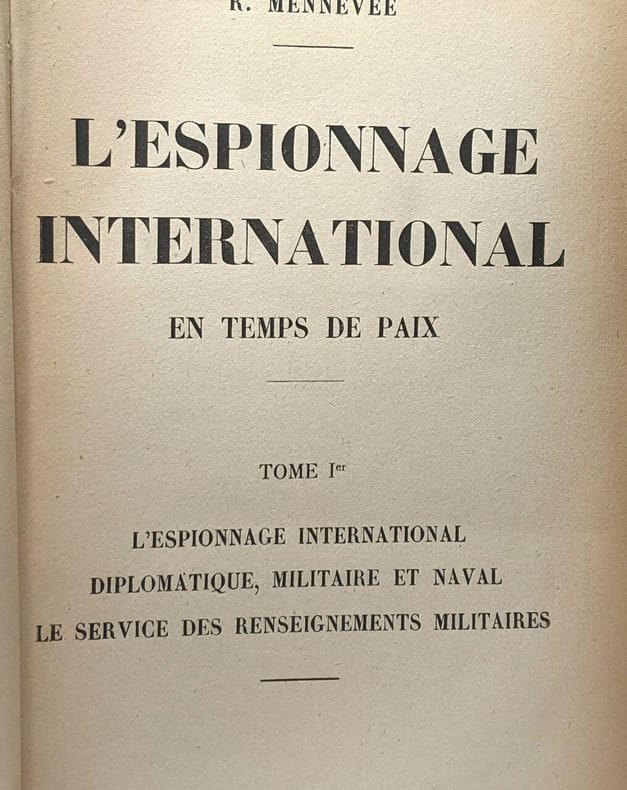 R. MENNEVÉE
L'ESPIONNAGE
INTERNATIONAL
EN TEMPS DE PAIX
TOME Ier
L'ESPIONNAGE INTERNATIONAL
DIPLOMATIQUE, MILITAIRE ET NAVAL
LE SERVICE DES RENSEIGNEMENTS MILITAIRES